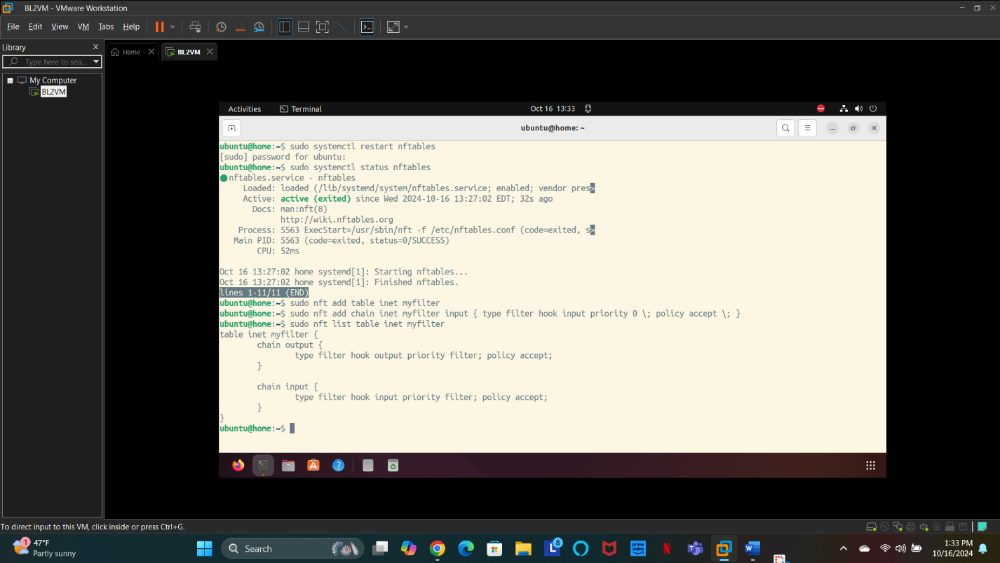 BL2VM - VMware Workstation
File Edit View VM Tabs Help
Library
Type here to sea...
My Computer
BL2VM
Home
BL2VM
Activities
Terminal
Oct 16 13:33
ubuntu@home: ~
ubuntu@home:~$ sudo systemctl restart nftables
[sudo] password for ubuntu:
ubuntu@home:~$ sudo systemctl status nftables
nftables.service - nftables
Loaded: loaded (/lib/systemd/system/nftables.service; enabled; vendor pres>
Active: active (exited) since Wed 2024-10-16 13:27:02 EDT; 32s ago
Docs: man:nft(8)
http://wiki.nftables.org
Process: 5563 ExecStart=/usr/sbin/nft -f /etc/nftables.conf (code=exited, s>
Main PID: 5563 (code=exited, status=0/SUCCESS)
CPU: 52ms
Oct 16 13:27:02 home systemd[1]: Starting nftables...
Oct 16 13:27:02 home systemd[1]: Finished nftables.
lines 1-11/11 (END)
ubuntu@home:~$ sudo nft add table inet myfilter
ubuntu@home:~$ sudo nft add chain inet myfilter input { type filter hook input priority 0 \; policy accept \; }
ubuntu@home:~$ sudo nft list table inet myfilter
table inet myfilter {
chain output {
type filter hook output priority filter; policy accept;
}
chain input {
type filter hook input priority filter; policy accept;
}
}
ubuntu@home:~$
To direct input to this VM, click inside or press Ctrl+G.
1
47°F
Partly sunny
Search
L
8
prime video
N
W
1:33 PM
10/16/2024